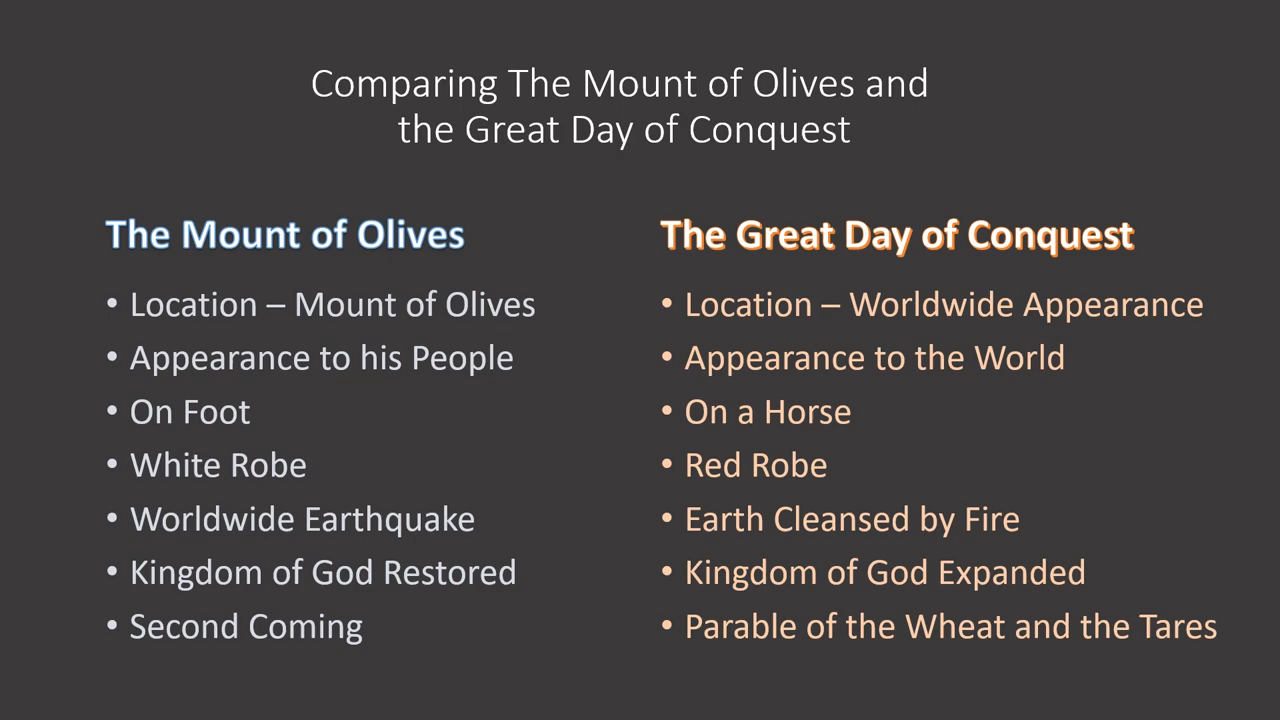 Comparing The Mount of Olives and
the Great Day of Conquest
The Mount of Olives
• Location – Mount of Olives
• Appearance to his People
• On Foot
• White Robe
• Worldwide Earthquake
• Kingdom of God Restored
• Second Coming
The Great Day of Conquest
• Location – Worldwide Appearance
• Appearance to the World
• On a Horse
• Red Robe
• Earth Cleansed by Fire
• Kingdom of God Expanded
• Parable of the Wheat and the Tares